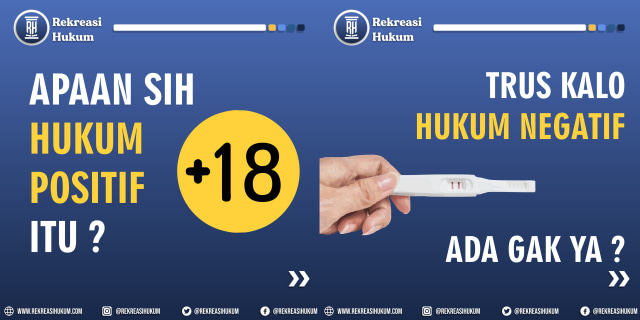 Rekreasi
Hukum
APAAN SIH
HUKUM
POSITIF
ITU ?
+18
WWW.REKREASIHUKUM.COM
@REKREASIHUKUM
@REKREASIHUKUM
@REKREASIHUKUM
Rekreasi
Hukum
TRUS KALO
HUKUM NEGATIF
ADA GAK YA ?
WWW.REKREASIHUKUM.COM
@REKREASIHUKUM
@REKREASIHUKUM
@REKREASIHUKUM